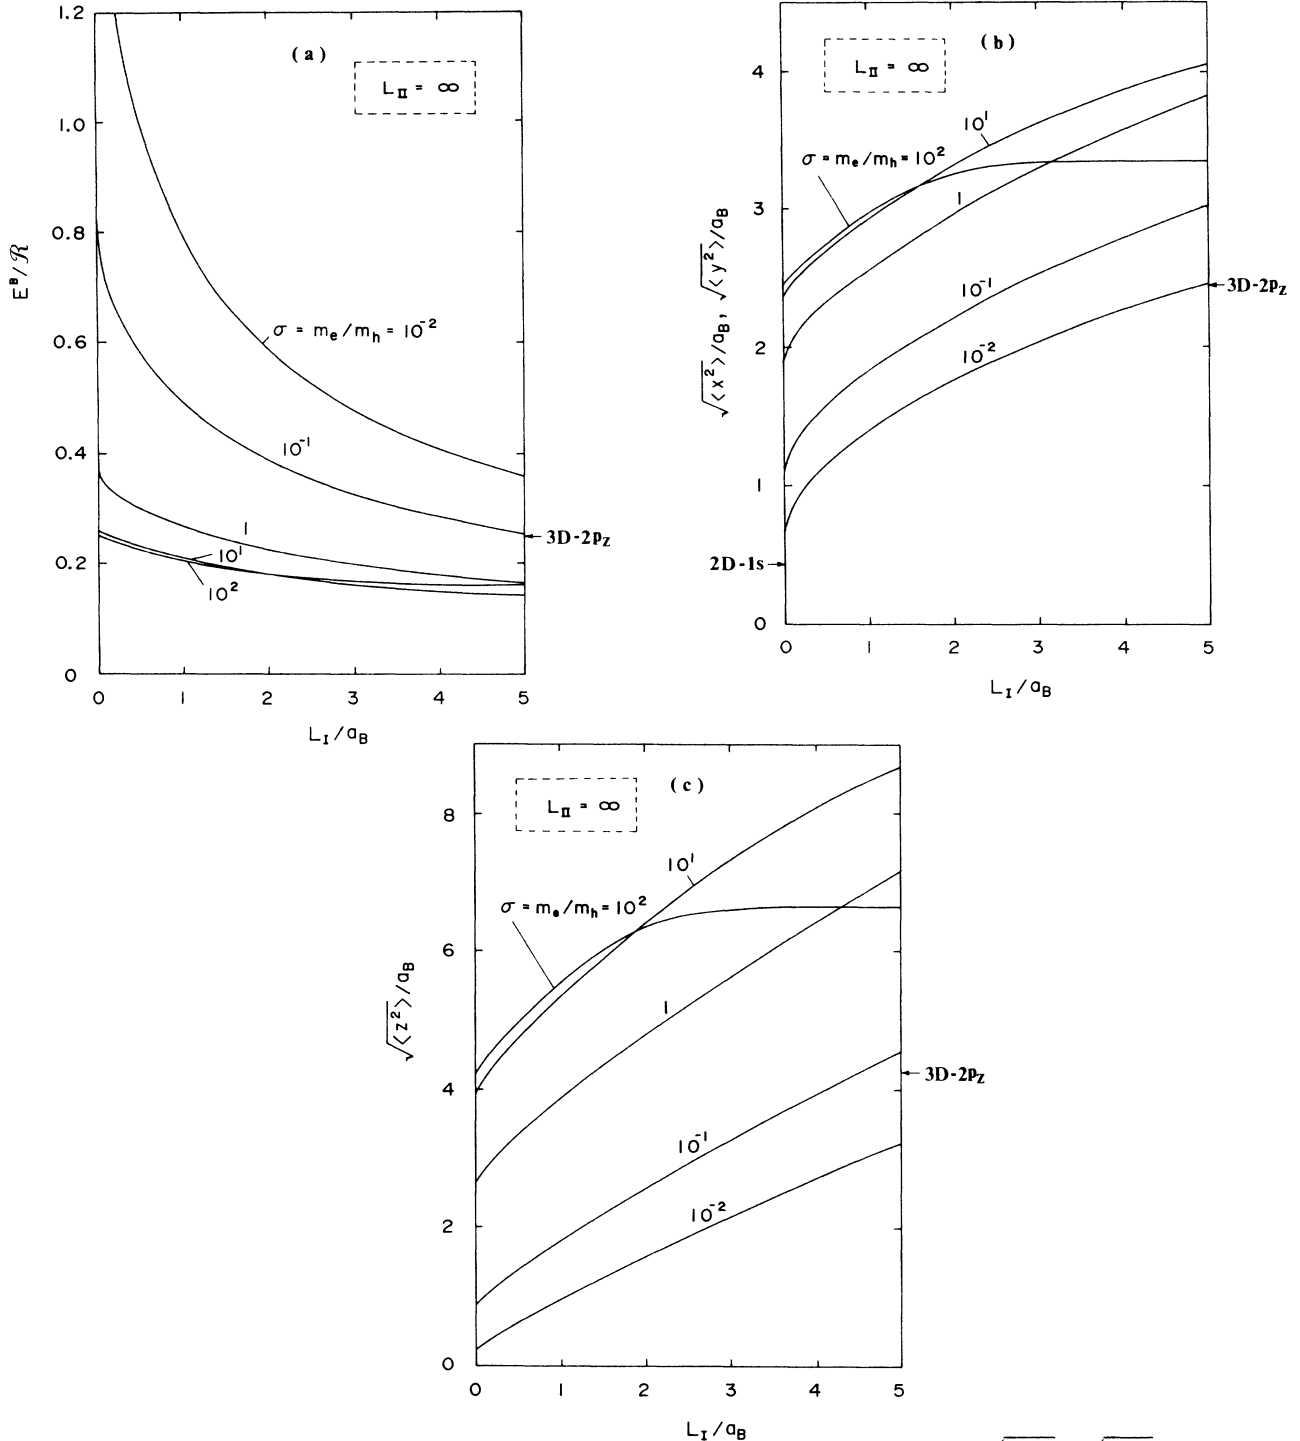 (a)
L_II = ∞
1.2
1.0
0.8
0.6
0.4
0.2
0
E^B/ℛ
σ = m_e/m_h = 10^-2
10^-1
1
10^1
10^2
3D-2p_z
0 1 2 3 4 5
L_I/a_B
(b)
L_II = ∞
4
3
2
1
0
√⟨x^2⟩/a_B, √⟨y^2⟩/a_B
10^1
σ = m_e/m_h = 10^2
1
10^-1
10^-2
3D-2p_z
2D-1s
0 1 2 3 4 5
L_I/a_B
(c)
L_II = ∞
8
6
4
2
0
√⟨z^2⟩/a_B
10^1
σ = m_e/m_h = 10^2
1
10^-1
10^-2
3D-2p_z
0 1 2 3 4 5
L_I/a_B